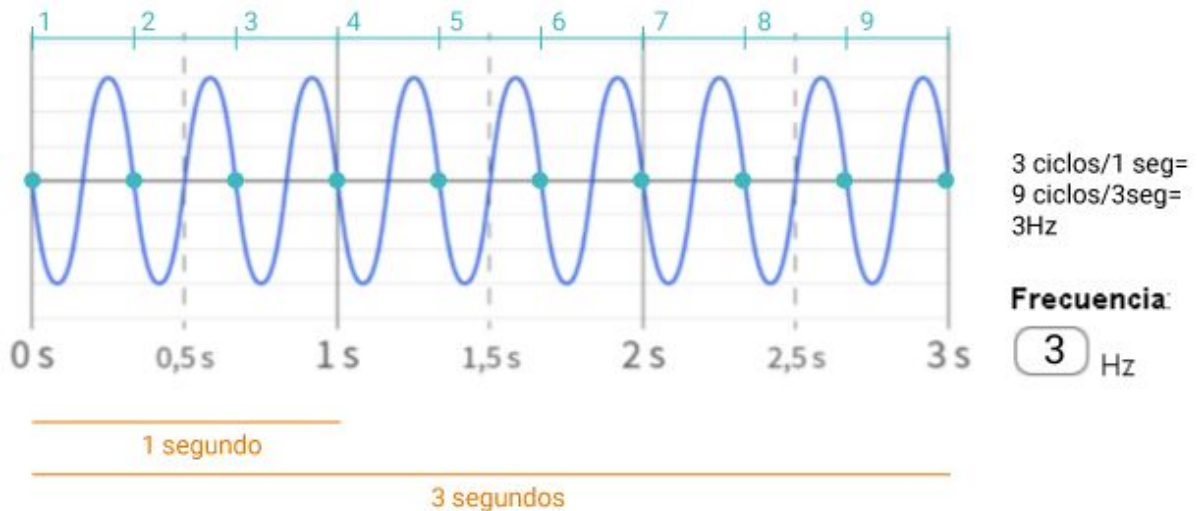 1 2 3 4 5 6 7 8 9
3 ciclos/1 seg=
9 ciclos/3seg=
3Hz
Frecuencia:
3 Hz
0 s 0,5 s 1 s 1,5 s 2 s 2,5 s 3 s
1 segundo
3 segundos